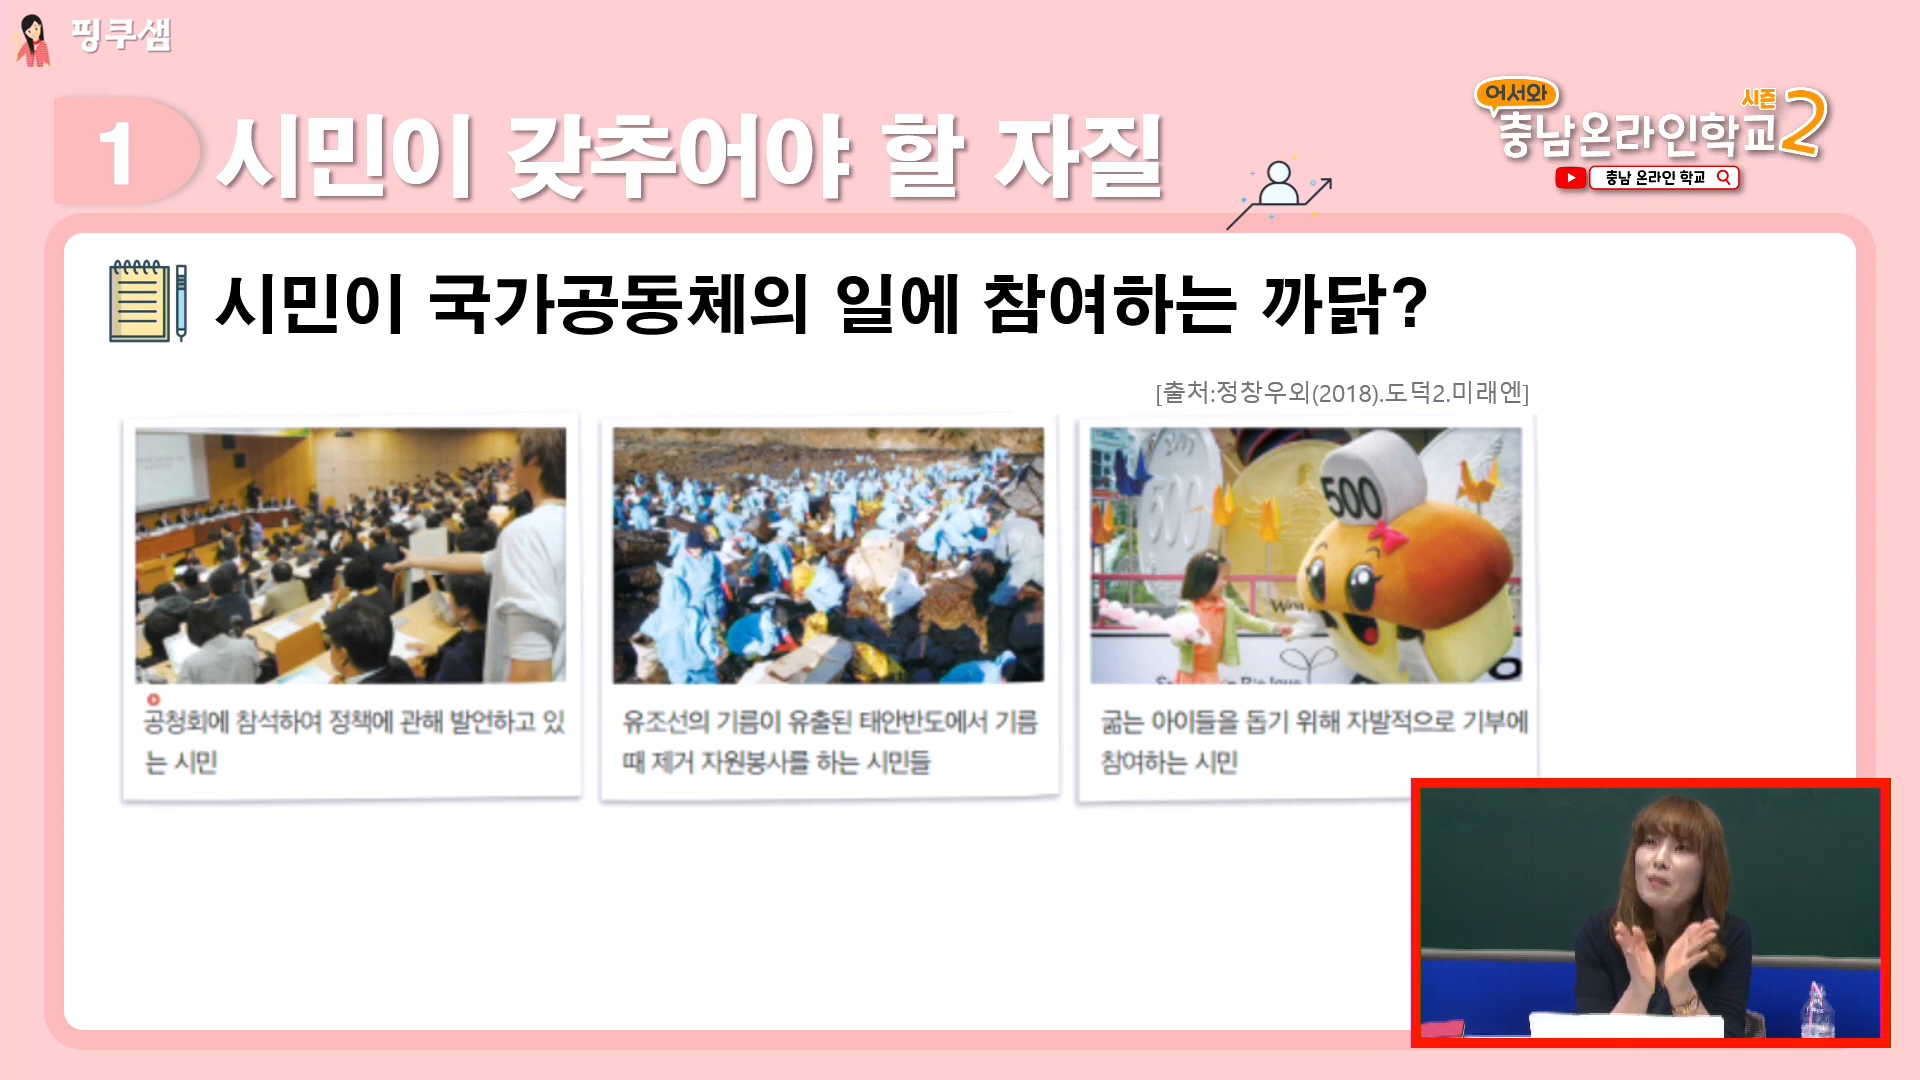 핑쿠샘
어서와
시즌2
충남온라인학교
충남 온라인 학교
1 시민이 갖추어야 할 자질
시민이 국가공동체의 일에 참여하는 까닭?
[출처:정창우외(2018).도덕2.미래엔]
500
500
공청회에 참석하여 정책에 관해 발언하고 있
는 시민
유조선의 기름이 유출된 태안반도에서 기름
때 제거 자원봉사를 하는 시민들
굶는 아이들을 돕기 위해 자발적으로 기부에
참여하는 시민